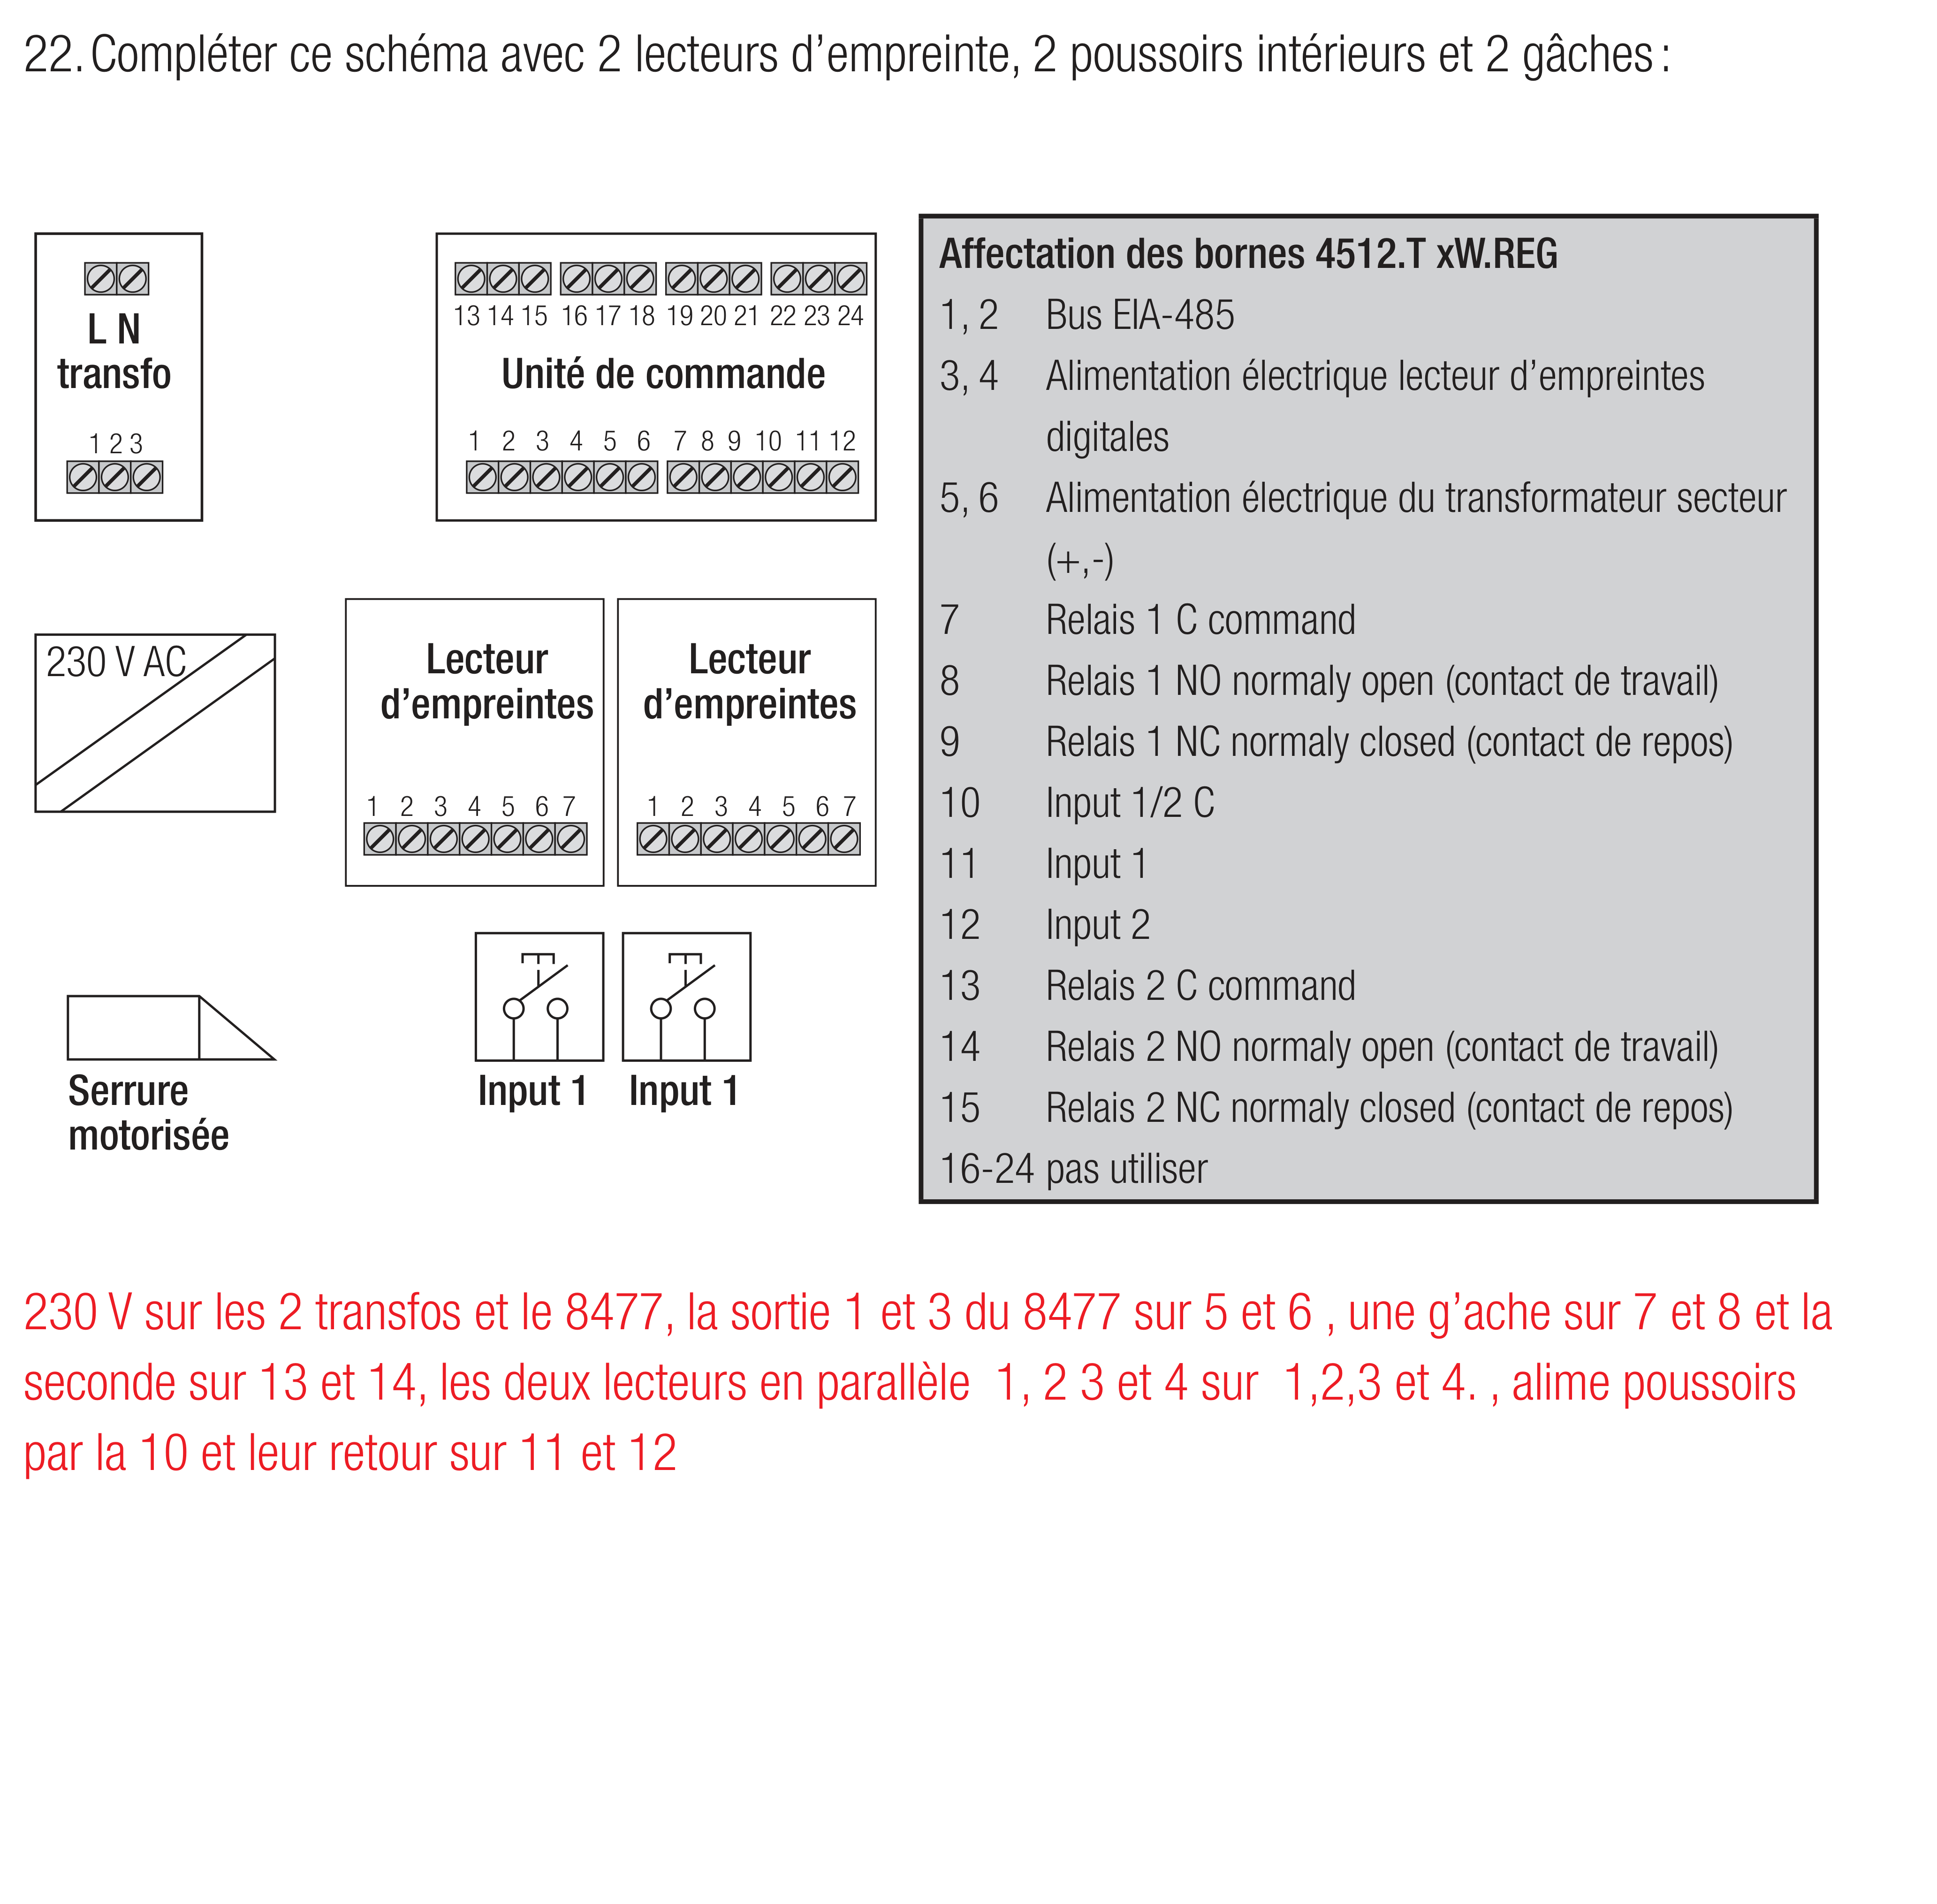 22. Compléter ce schéma avec 2 lecteurs d’empreinte, 2 poussoirs intérieurs et 2 gâches :
L N
transfo
1 2 3
13 14 15 16 17 18 19 20 21 22 23 24
Unité de commande
1 2 3 4 5 6 7 8 9 10 11 12
230 V AC
Lecteur
d’empreintes
1 2 3 4 5 6 7
Lecteur
d’empreintes
1 2 3 4 5 6 7
Serrure
motorisée
Input 1
Input 1
Affectation des bornes 4512.T xW.REG
1, 2 Bus EIA-485
3, 4 Alimentation électrique lecteur d’empreintes
digitales
5, 6 Alimentation électrique du transformateur secteur
(+,-)
7 Relais 1 C command
8 Relais 1 NO normaly open (contact de travail)
9 Relais 1 NC normaly closed (contact de repos)
10 Input 1/2 C
11 Input 1
12 Input 2
13 Relais 2 C command
14 Relais 2 NO normaly open (contact de travail)
15 Relais 2 NC normaly closed (contact de repos)
16-24 pas utiliser
230 V sur les 2 transfos et le 8477, la sortie 1 et 3 du 8477 sur 5 et 6 , une g’ache sur 7 et 8 et la
seconde sur 13 et 14, les deux lecteurs en parallèle 1, 2 3 et 4 sur 1,2,3 et 4. , alime poussoirs
par la 10 et leur retour sur 11 et 12